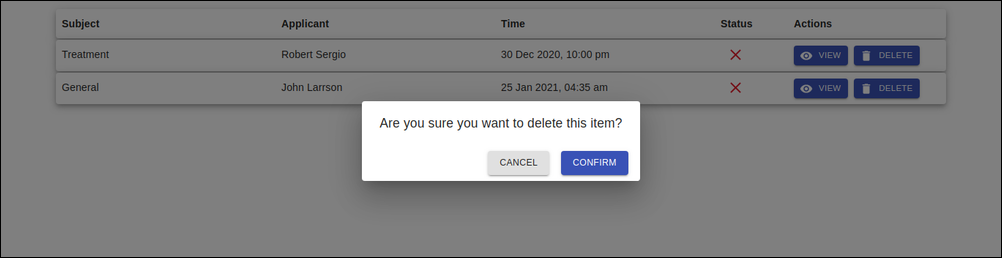 Subject Applicant Time Status Actions
Treatment Robert Sergio 30 Dec 2020, 10:00 pm VIEW DELETE
General John Larrson 25 Jan 2021, 04:35 am VIEW DELETE
Are you sure you want to delete this item?
CANCEL CONFIRM